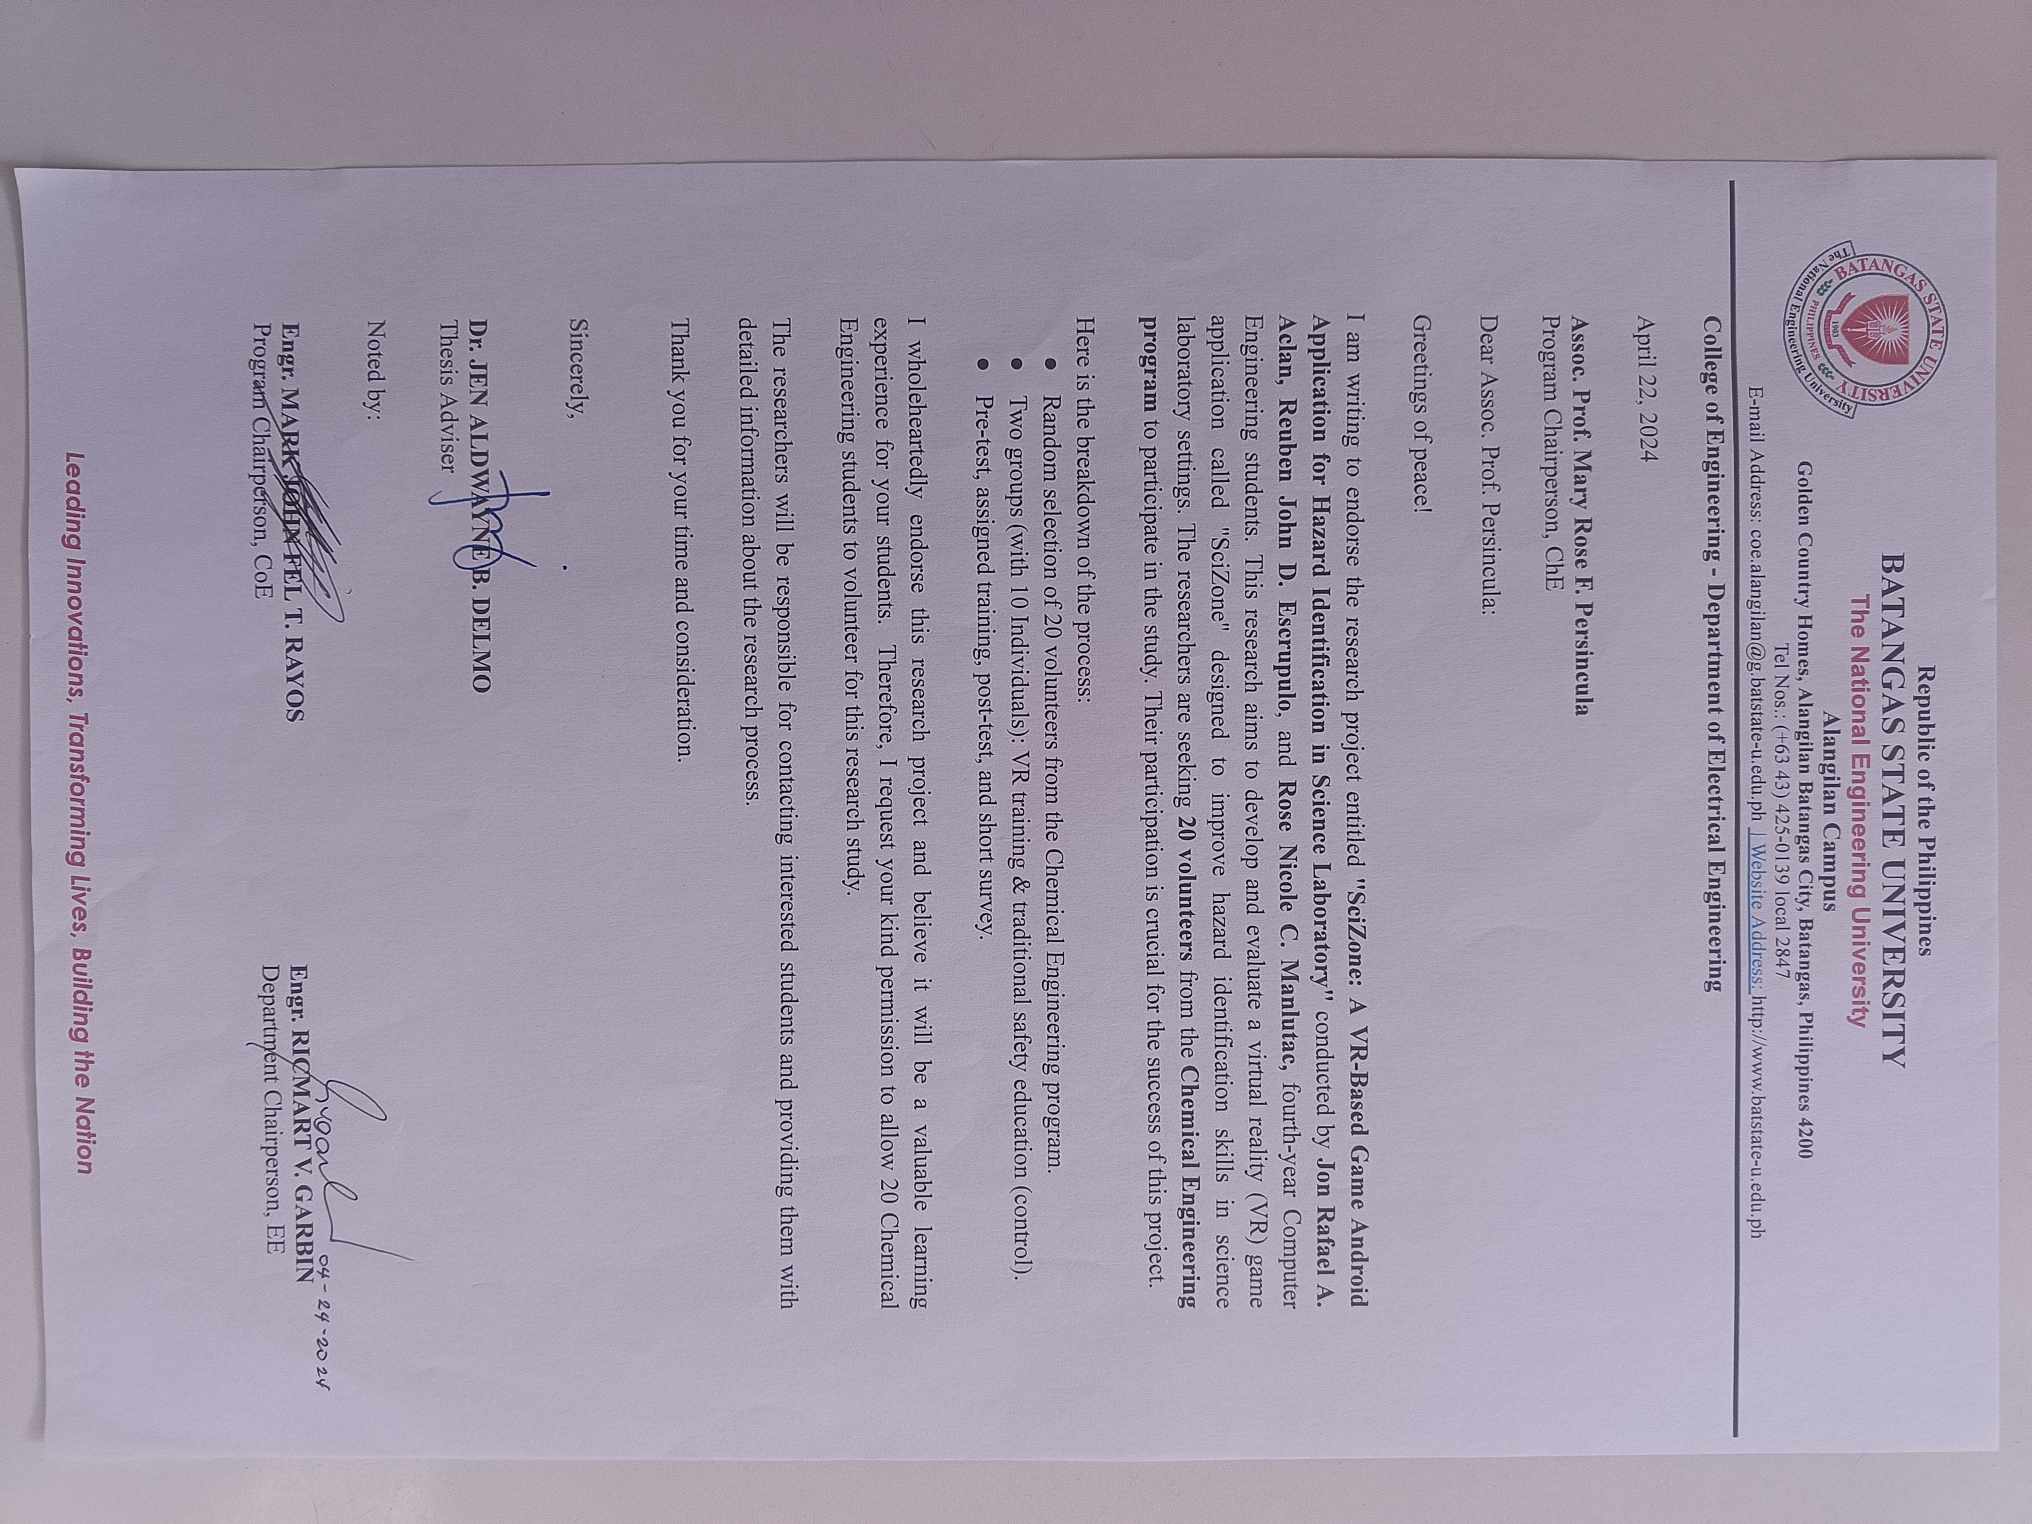 Republic of the Philippines
BATANGAS STATE UNIVERSITY
The National Engineering University
Alangilan Campus
Golden Country Homes, Alangilan Batangas City, Batangas, Philippines 4200
Tel Nos.: (+63 43) 425-0139 local 2847
E-mail Address: coe.alangilan@g.batstate-u.edu.ph | Website Address: http://www.batstate-u.edu.ph
BATANGAS STATE UNIVERSITY
PHILIPPINES
1903
The National Engineering University
College of Engineering - Department of Electrical Engineering
April 22, 2024
Assoc. Prof. Mary Rose F. Persincula
Program Chairperson, ChE
Dear Assoc. Prof. Persincula:
Greetings of peace!
I am writing to endorse the research project entitled "SciZone: A VR-Based Game Android
Application for Hazard Identification in Science Laboratory" conducted by Jon Rafael A.
Aclan, Reuben John D. Escrupulo, and Rose Nicole C. Manlutac, fourth-year Computer
Engineering students. This research aims to develop and evaluate a virtual reality (VR) game
application called "SciZone" designed to improve hazard identification skills in science
laboratory settings. The researchers are seeking 20 volunteers from the Chemical Engineering
program to participate in the study. Their participation is crucial for the success of this project.
Here is the breakdown of the process:
● Random selection of 20 volunteers from the Chemical Engineering program.
● Two groups (with 10 Individuals): VR training & traditional safety education (control).
● Pre-test, assigned training, post-test, and short survey.
I wholeheartedly endorse this research project and believe it will be a valuable learning
experience for your students. Therefore, I request your kind permission to allow 20 Chemical
Engineering students to volunteer for this research study.
The researchers will be responsible for contacting interested students and providing them with
detailed information about the research process.
Thank you for your time and consideration.
Sincerely,
Dr. JEN ALDWAYNE B. DELMO
Thesis Adviser
Noted by:
Engr. MARK JOHN FEL T. RAYOS
Program Chairperson, CoE
04-24-2024
Engr. RICMART V. GARBIN
Department Chairperson, EE
Leading Innovations, Transforming Lives, Building the Nation